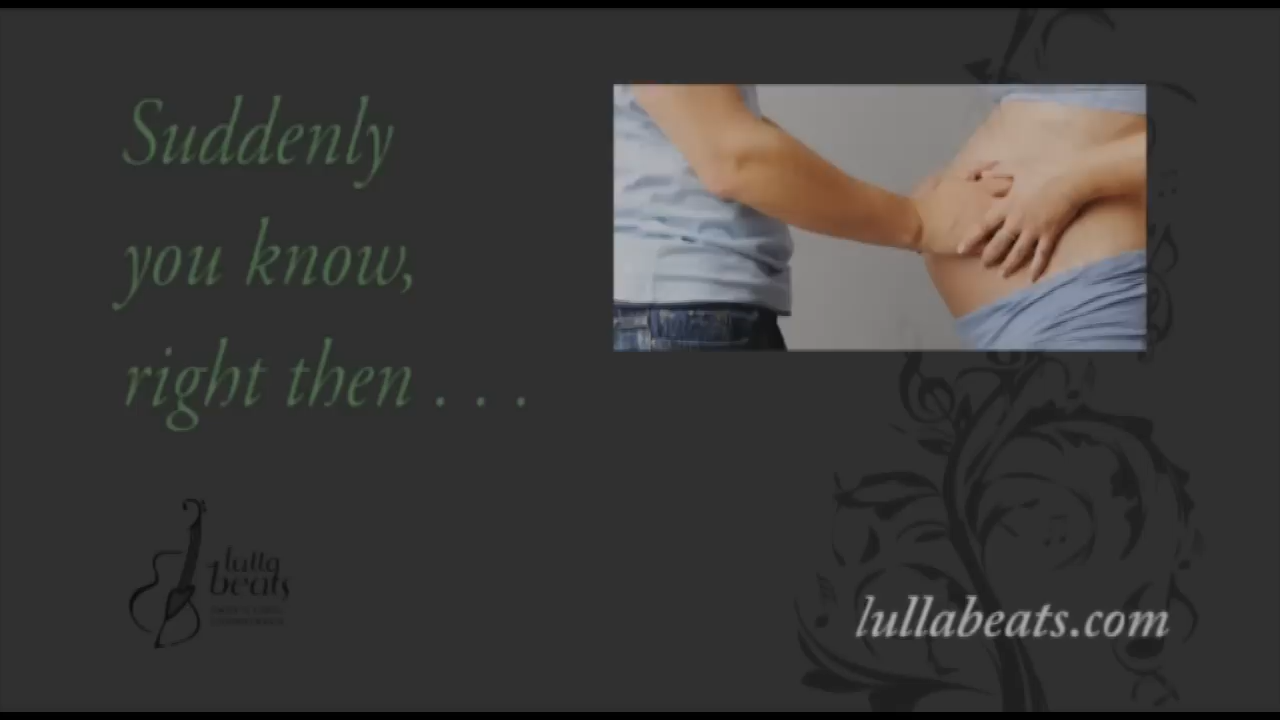 Suddenly
you know,
right then . . .
lulla
beats
lullabeats.com